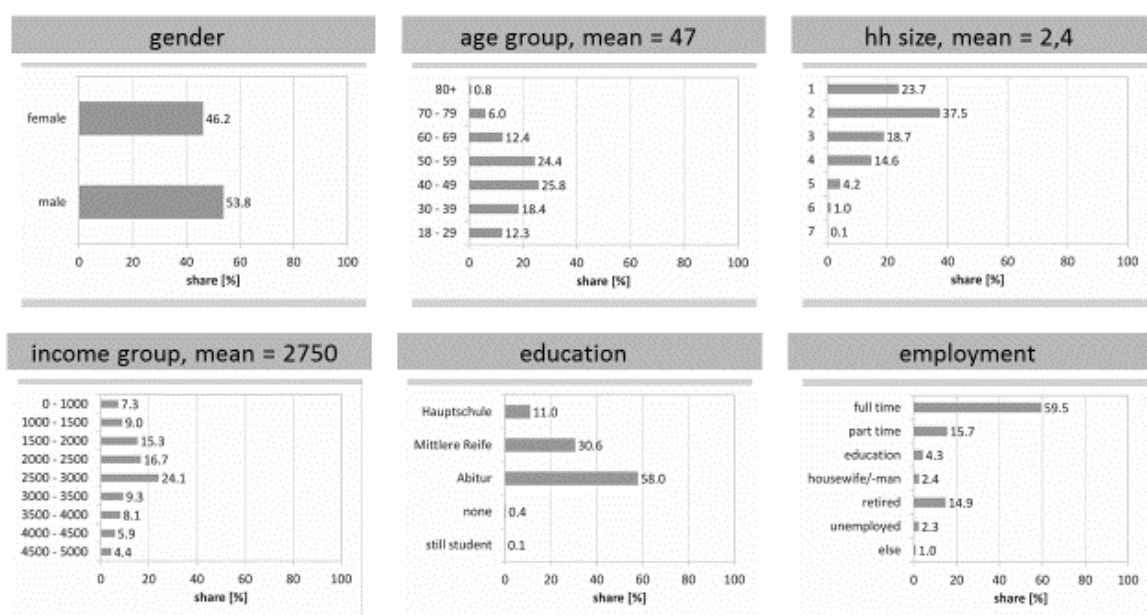 gender
female 46.2
male 53.8
0 20 40 60 80 100
share [%]
age group, mean = 47
80+ 0.8
70 - 79 6.0
60 - 69 12.4
50 - 59 24.4
40 - 49 25.8
30 - 39 18.4
18 - 29 12.3
0 20 40 60 80 100
share [%]
hh size, mean = 2,4
1 23.7
2 37.5
3 18.7
4 14.6
5 4.2
6 1.0
7 0.1
0 20 40 60 80 100
share [%]
income group, mean = 2750
0 - 1000 7.3
1000 - 1500 9.0
1500 - 2000 15.3
2000 - 2500 16.7
2500 - 3000 24.1
3000 - 3500 9.3
3500 - 4000 8.1
4000 - 4500 5.9
4500 - 5000 4.4
0 20 40 60 80 100
share [%]
education
Hauptschule 11.0
Mittlere Reife 30.6
Abitur 58.0
none 0.4
still student 0.1
0 20 40 60 80 100
share [%]
employment
full time 59.5
part time 15.7
education 4.3
housewife/-man 2.4
retired 14.9
unemployed 2.3
else 1.0
0 20 40 60 80 100
share [%]